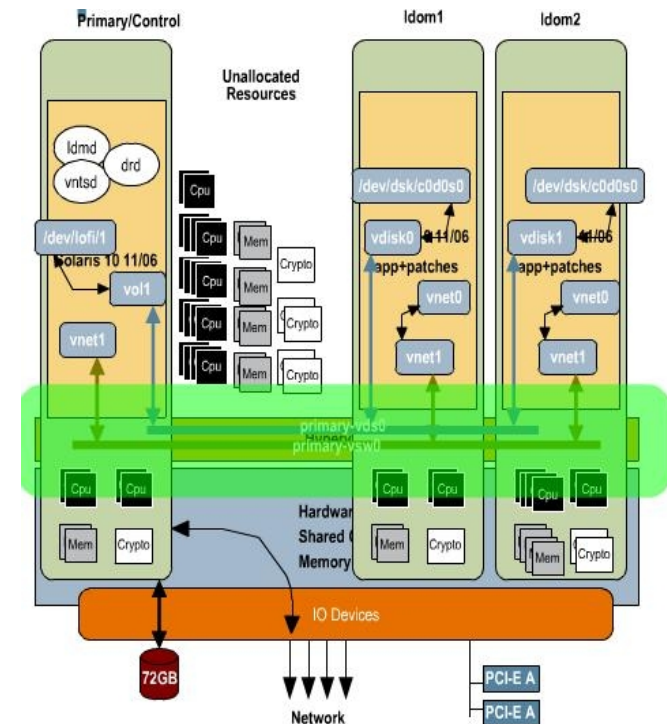 Primary/Control
ldom1
ldom2
Unallocated
Resources
ldmd
drd
vntsd
Cpu
/dev/dsk/c0d0s0
/dev/dsk/c0d0s0
/dev/lofi/1
Cpu
Mem
Crypto
vdisk0
11/06
vdisk1
Solaris 10 11/06
vol1
Cpu
Mem
app+patches
app+patches
Cpu
Mem
Crypto
vnet0
vnet0
vnet1
Cpu
Mem
Crypto
vnet1
vnet1
primary-vds0
primary-vsw0
Cpu
Cpu
Cpu
Cpu
Cpu
Cpu
Hardware
Shared
Memory
Mem
Crypto
Mem
Crypto
Mem
Crypto
IO Devices
72GB
Network
PCI-E A
PCI-E A